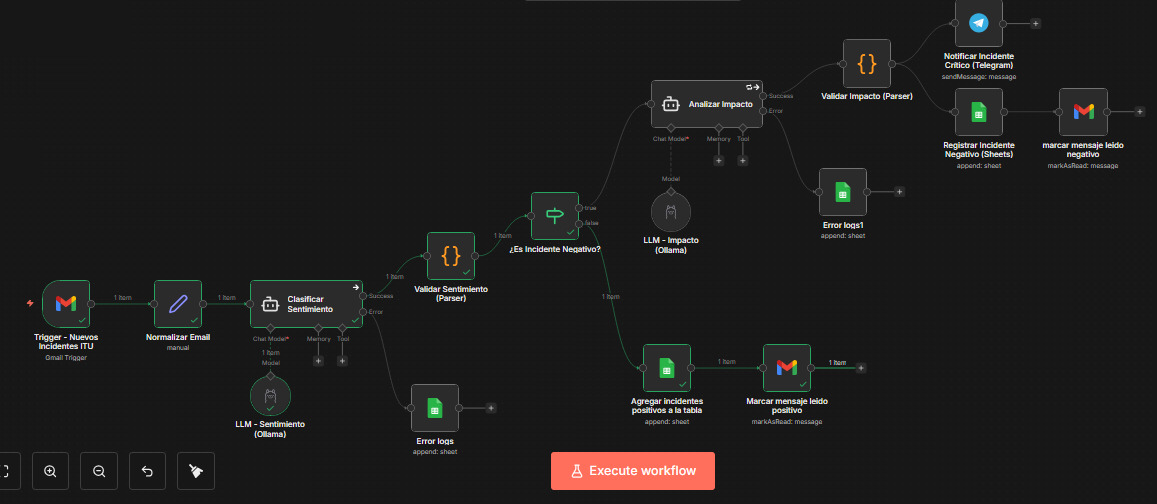 Notificar Incidente
Crítico (Telegram)
sendMessage: message
Validar Impacto (Parser)
Analizar Impacto
Success
Error
Chat Model*
Memory
Tool
Model
LLM - Impacto
(Ollama)
Registrar Incidente
Negativo (Sheets)
append: sheet
marcar mensaje leido
negativo
markAsRead: message
Error logs1
append: sheet
¿Es Incidente Negativo?
true
false
1 item
1 item
Validar Sentimiento
(Parser)
1 item
Trigger - Nuevos
Incidentes ITU
Gmail Trigger
1 item
Normalizar Email
manual
1 item
Clasificar
Sentimiento
Success
Error
Chat Model*
Memory
Tool
1 item
Model
LLM - Sentimiento
(Ollama)
Error logs
append: sheet
Agregar incidentes
positivos a la tabla
append: sheet
1 item
Marcar mensaje leido
positivo
markAsRead: message
1 item
Execute workflow